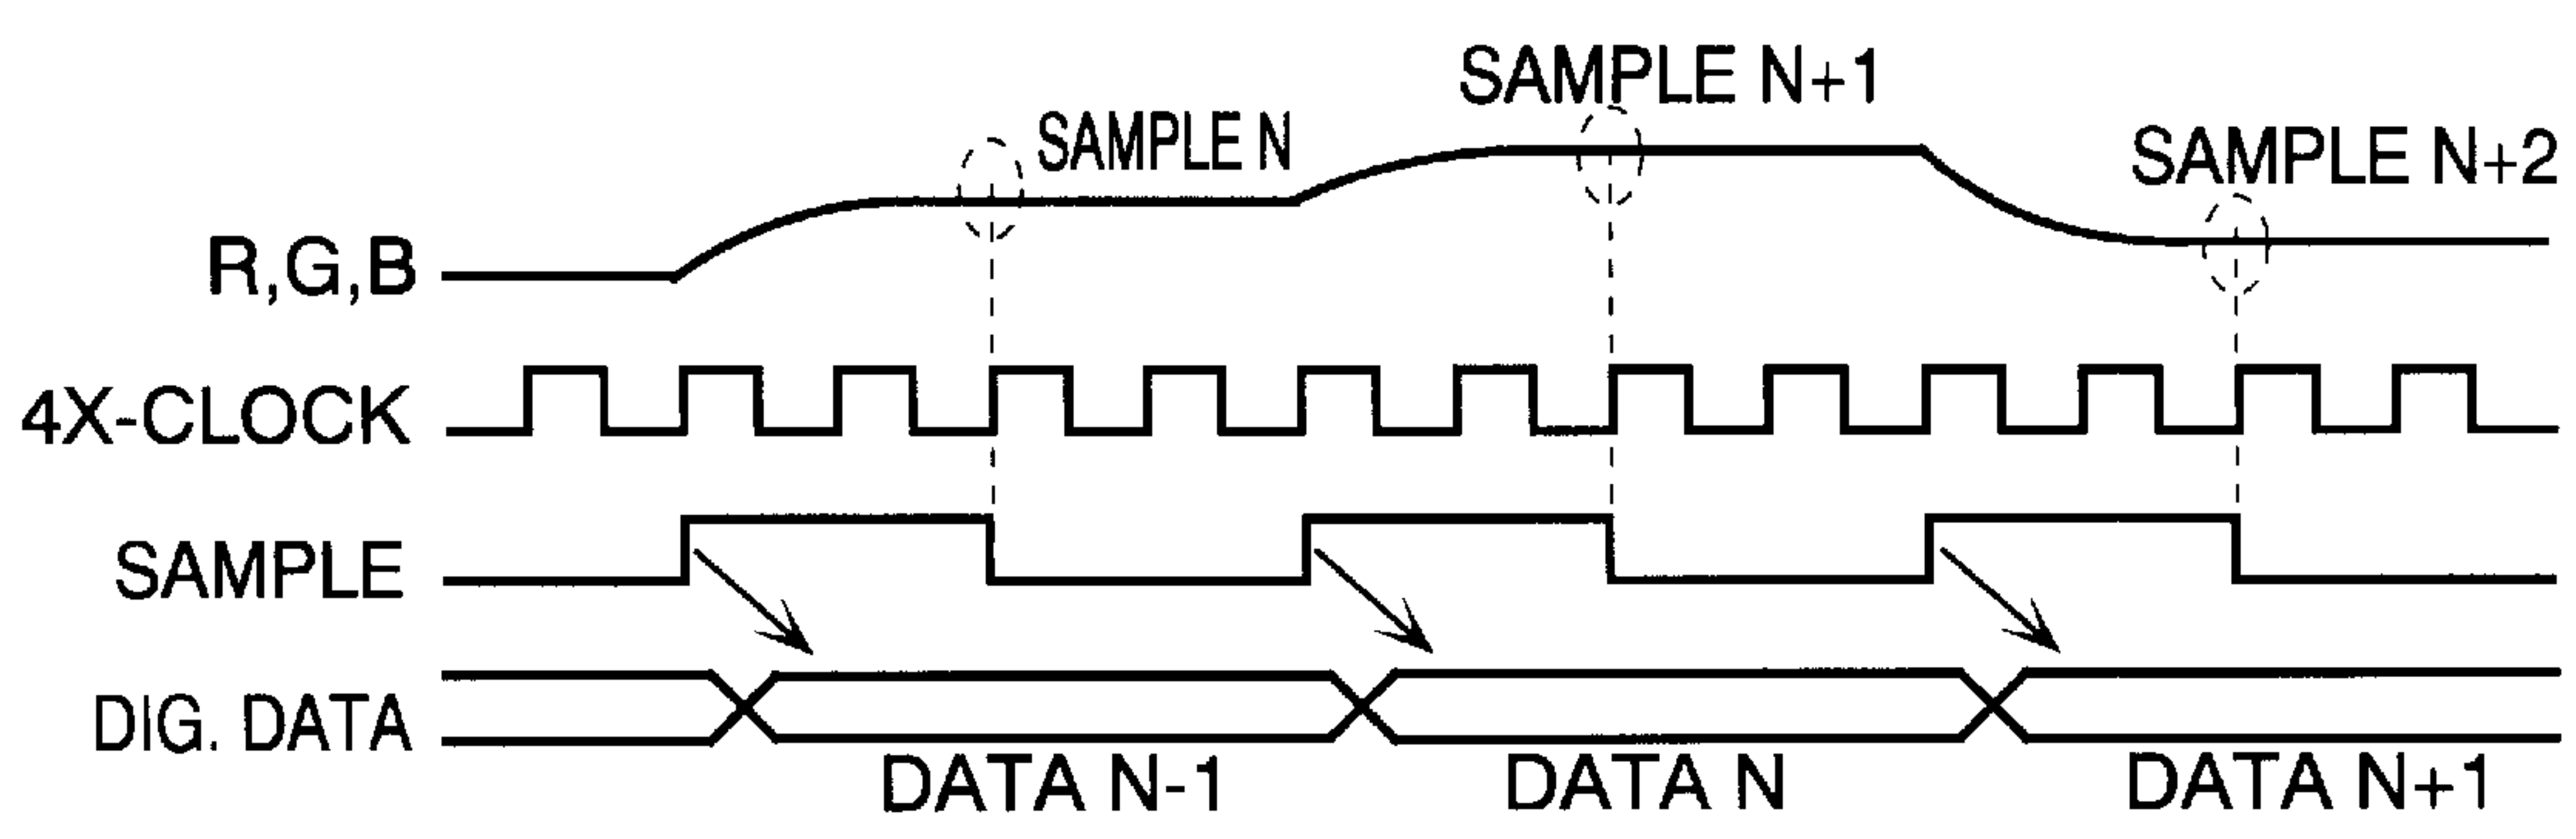 SAMPLE N+1
SAMPLE N
SAMPLE N+2
R,G,B
4X-CLOCK
SAMPLE
DIG. DATA
DATA N-1
DATA N
DATA N+1